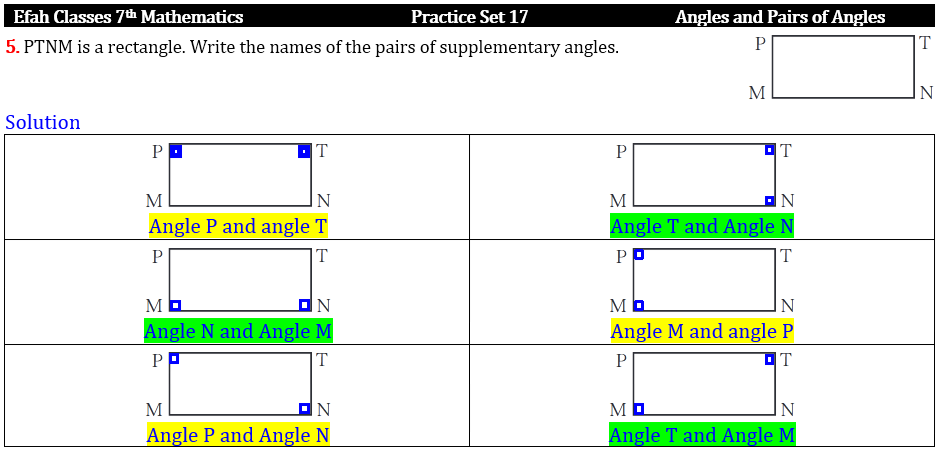 Efah Classes 7th Mathematics Practice Set 17 Angles and Pairs of Angles
5. PTNM is a rectangle. Write the names of the pairs of supplementary angles.
P T
M N
Solution
P T
M N
Angle P and angle T
P T
M N
Angle T and Angle N
P T
M N
Angle N and Angle M
P T
M N
Angle M and angle P
P T
M N
Angle P and Angle N
P T
M N
Angle T and Angle M